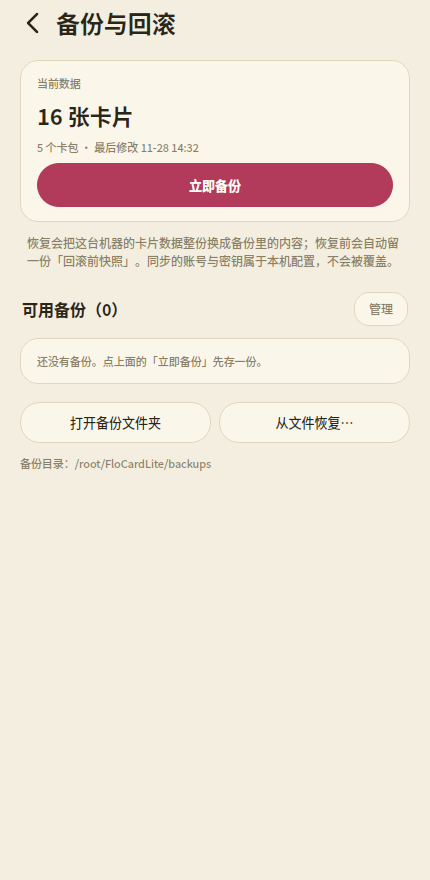 备份与回滚
当前数据
16 张卡片
5 个卡包 · 最后修改 11-28 14:32
立即备份
恢复会把这台机器的卡片数据整份换成备份里的内容；恢复前会自动留
一份「回滚前快照」。同步的账号与密钥属于本机配置，不会被覆盖。
可用备份（0）
管理
还没有备份。点上面的「立即备份」先存一份。
打开备份文件夹
从文件恢复…
备份目录：/root/FloCardLite/backups